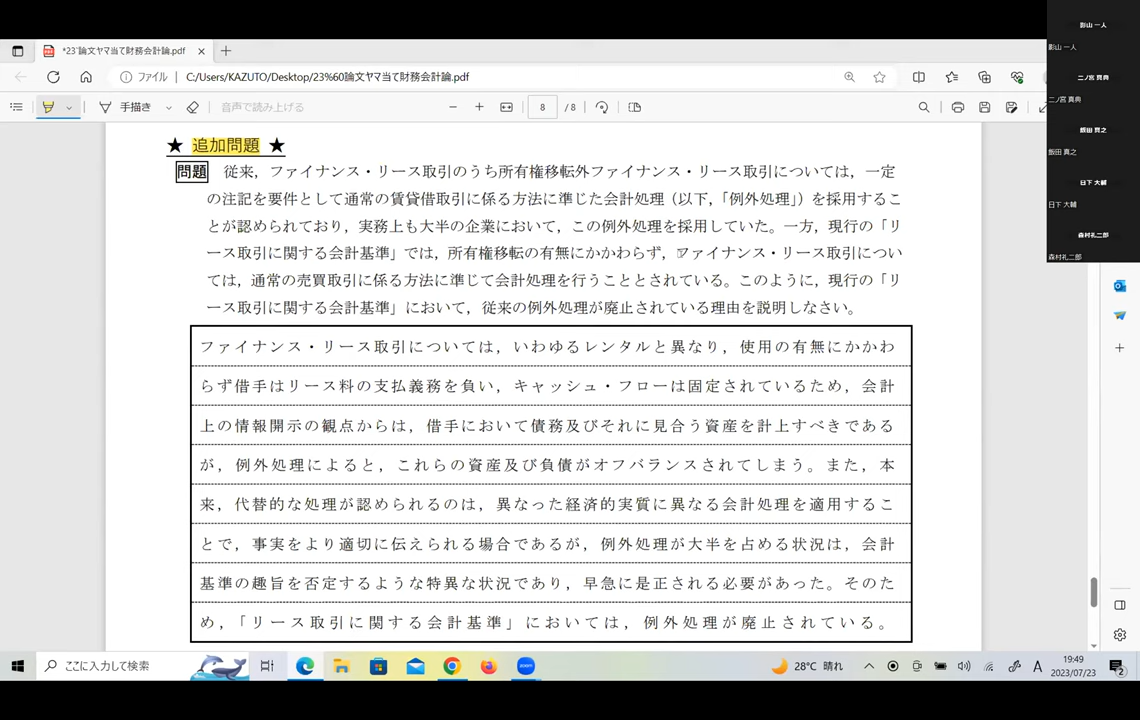 影山 一人
影山 一人
*23`論文ヤマ当て財務会計論.pdf
二ノ宮 真典
二ノ宮 真典
ファイル C:/Users/KAZUTO/Desktop/23%60論文ヤマ当て財務会計論.pdf
手描き 音声で読み上げる 8 / 8
飯田 真之
飯田 真之
日下 大輔
日下 大輔
森村礼二郎
森村礼二郎
★ 追加問題 ★
問題 従来，ファイナンス・リース取引のうち所有権移転外ファイナンス・リース取引については，一定
の注記を要件として通常の賃貸借取引に係る方法に準じた会計処理（以下，「例外処理」）を採用するこ
とが認められており，実務上も大半の企業において，この例外処理を採用していた。一方，現行の「リ
ース取引に関する会計基準」では，所有権移転の有無にかかわらず，ファイナンス・リース取引につい
ては，通常の売買取引に係る方法に準じて会計処理を行うこととされている。このように，現行の「リ
ース取引に関する会計基準」において，従来の例外処理が廃止されている理由を説明しなさい。
ファイナンス・リース取引については，いわゆるレンタルと異なり，使用の有無にかかわ
らず借手はリース料の支払義務を負い，キャッシュ・フローは固定されているため，会計
上の情報開示の観点からは，借手において債務及びそれに見合う資産を計上すべきである
が，例外処理によると，これらの資産及び負債がオフバランスされてしまう。また，本
来，代替的な処理が認められるのは，異なった経済的実質に異なる会計処理を適用するこ
とで，事実をより適切に伝えられる場合であるが，例外処理が大半を占める状況は，会計
基準の趣旨を否定するような特異な状況であり，早急に是正される必要があった。そのた
め，「リース取引に関する会計基準」においては，例外処理が廃止されている。
ここに入力して検索
zoom
28°C 晴れ
A
19:49
2023/07/23
2